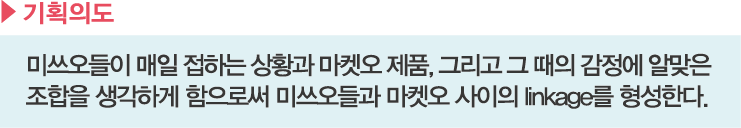 ▶ 기획의도
미쓰오들이 매일 접하는 상황과 마켓오 제품, 그리고 그 때의 감정에 알맞은
조합을 생각하게 함으로써 미쓰오들과 마켓오 사이의 linkage를 형성한다.